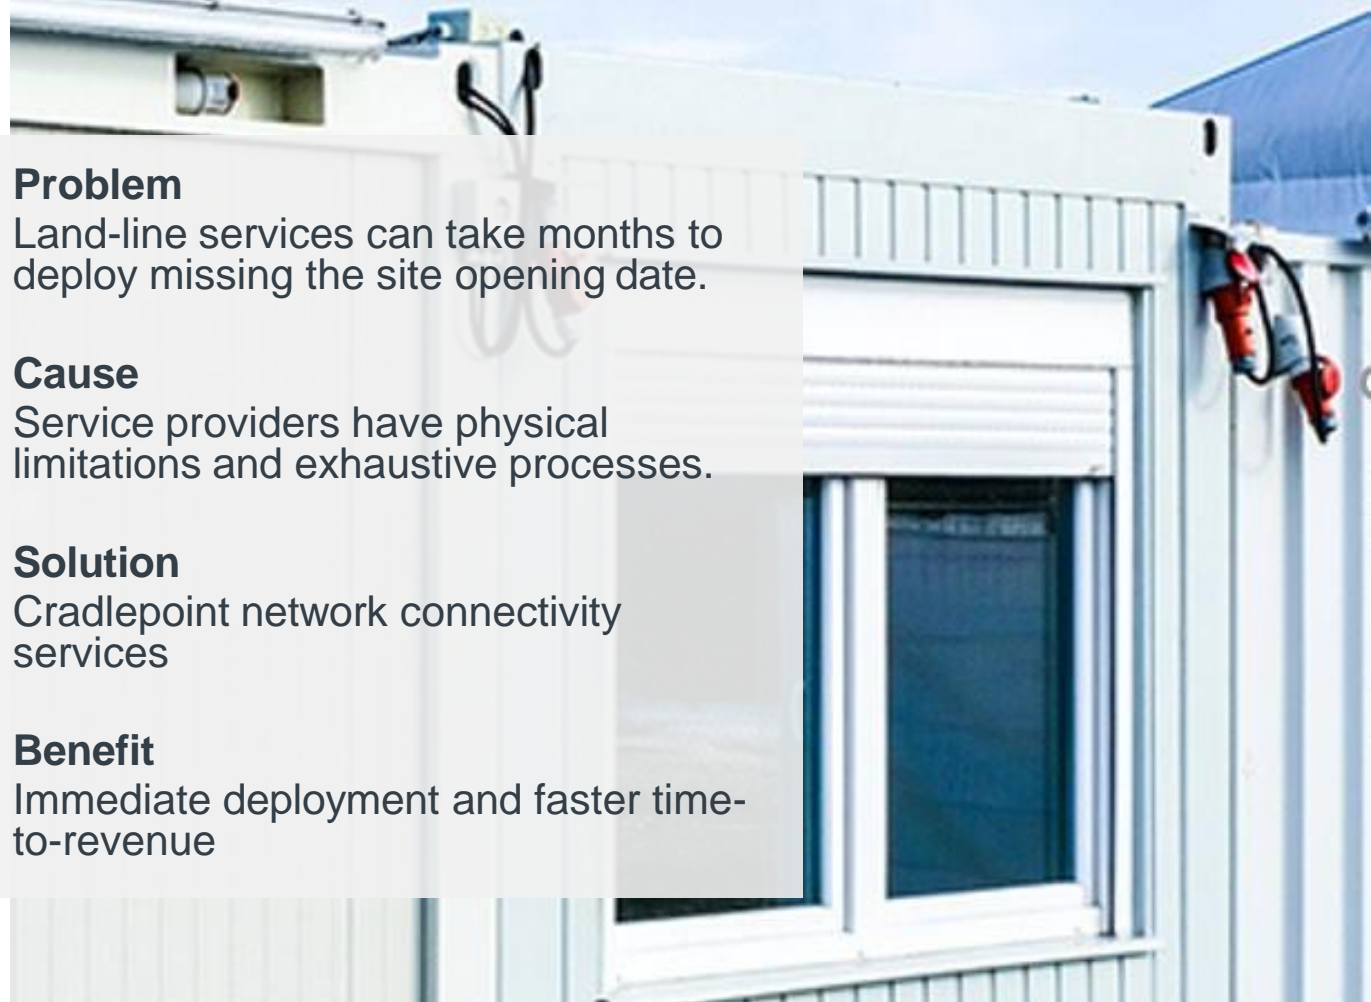 Problem
Land-line services can take months to
deploy missing the site opening date.
Cause
Service providers have physical
limitations and exhaustive processes.
Solution
Cradlepoint network connectivity
services
Benefit
Immediate deployment and faster time-
to-revenue